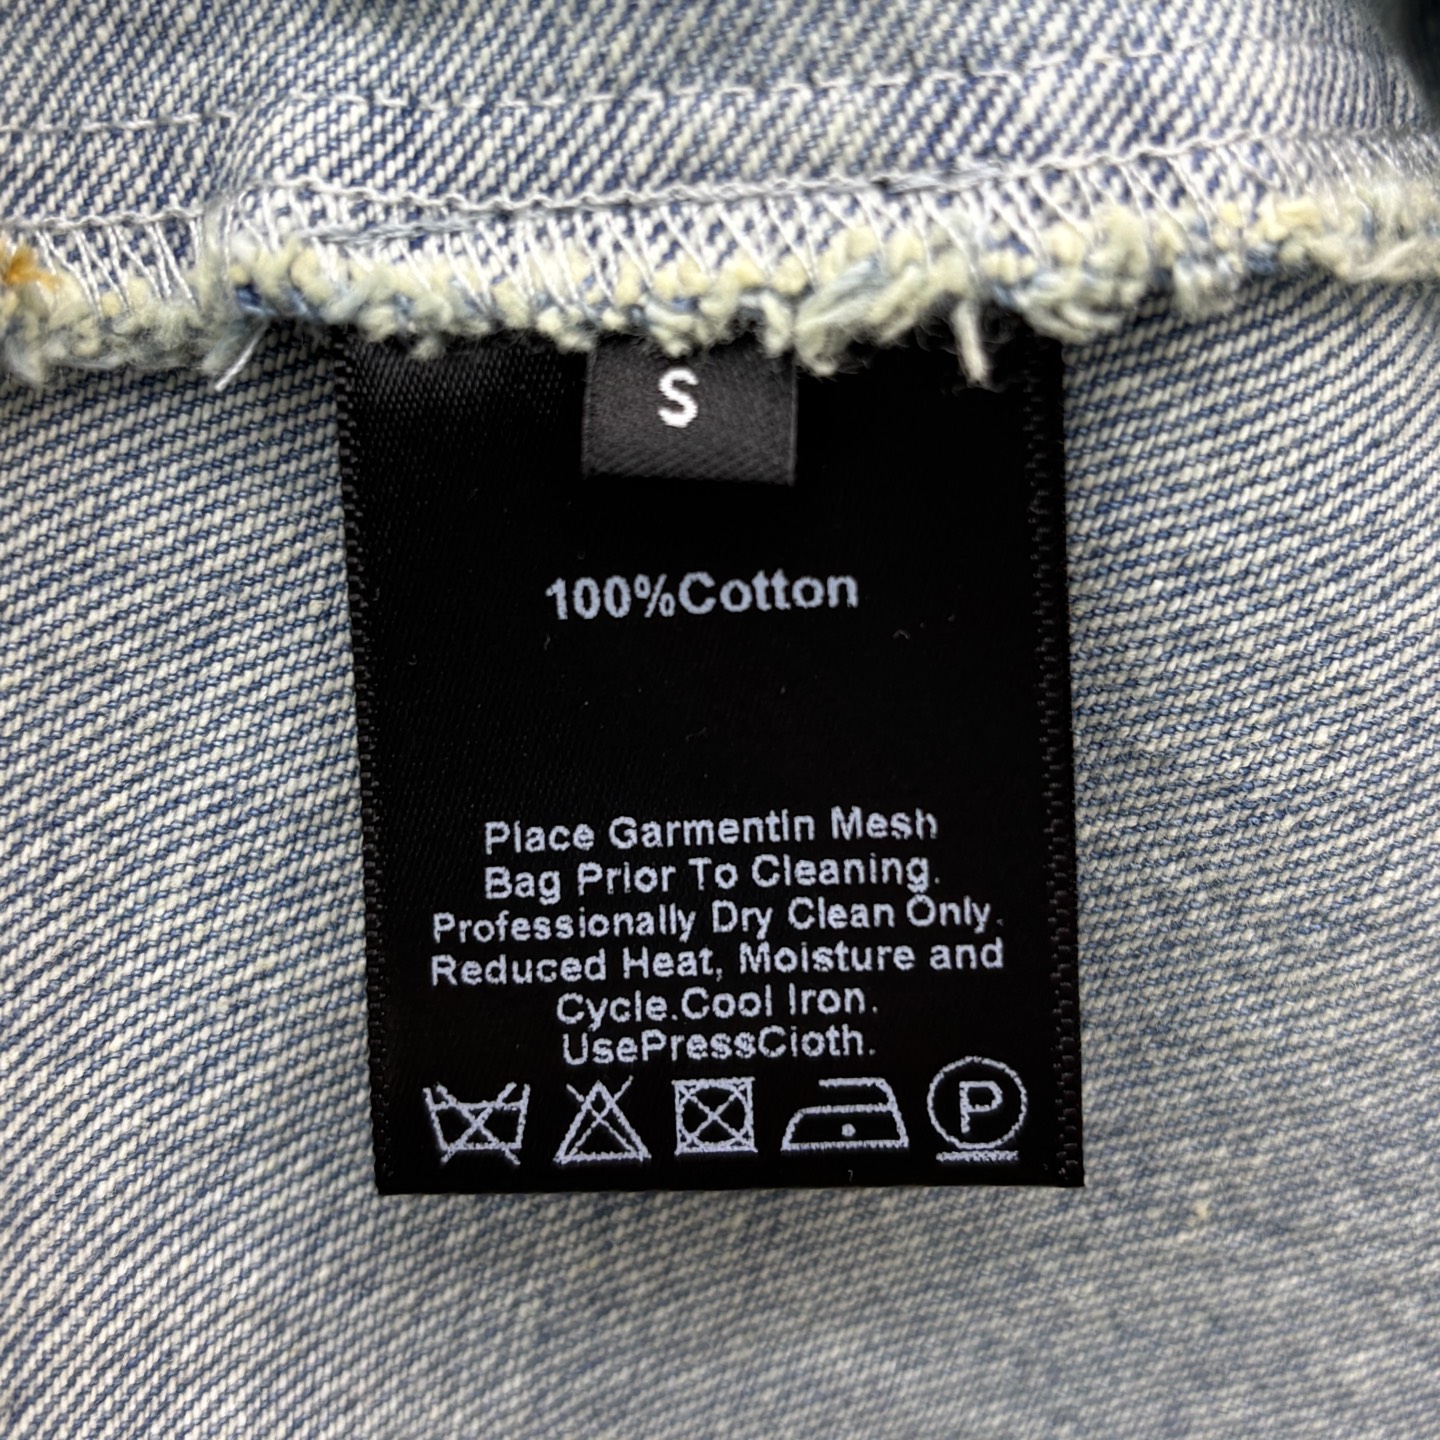 S
100%Cotton
Place GarmentIn Mesh
Bag Prior To Cleaning.
Professionally Dry Clean Only.
Reduced Heat, Moisture and
Cycle.Cool Iron.
UsePressCloth.
P